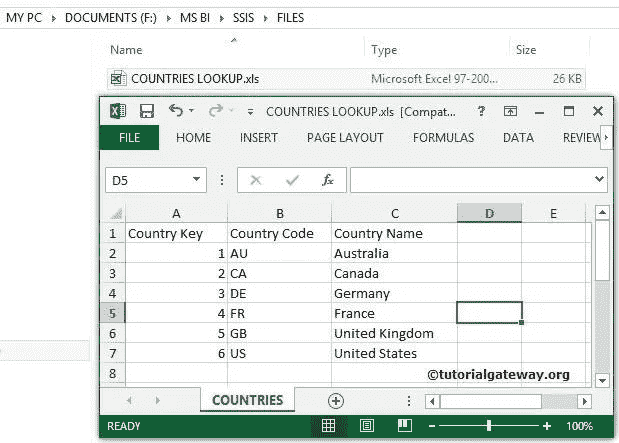 MY PC ▸ DOCUMENTS (F:) ▸ MS BI ▸ SSIS ▸ FILES
Name Type Size
COUNTRIES LOOKUP.xls Microsoft Excel 97-200... 26 KB
COUNTRIES LOOKUP.xls [Compat... ?
FILE HOME INSERT PAGE LAYOUT FORMULAS DATA REVIEW
D5 fx
A B C D E
1 Country Key Country Code Country Name
2 1 AU Australia
3 2 CA Canada
4 3 DE Germany
5 4 FR France
6 5 GB United Kingdom
7 6 US United States
8
©tutorialgateway.org
COUNTRIES
READY 100%